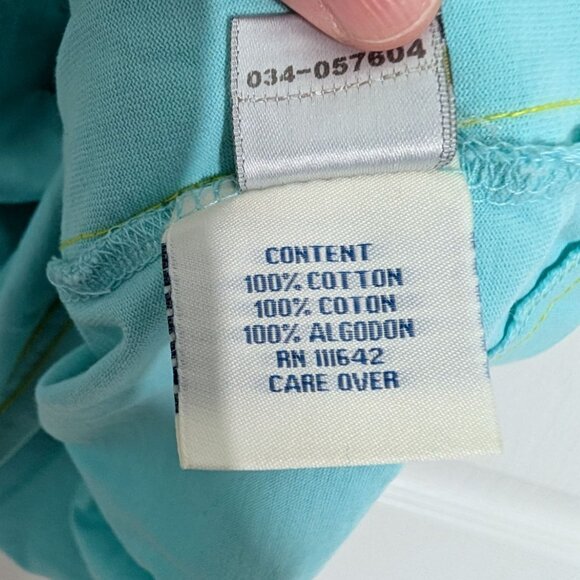 034-057604
CONTENT
100% COTTON
100% COTON
100% ALGODON
RN 111642
CARE OVER